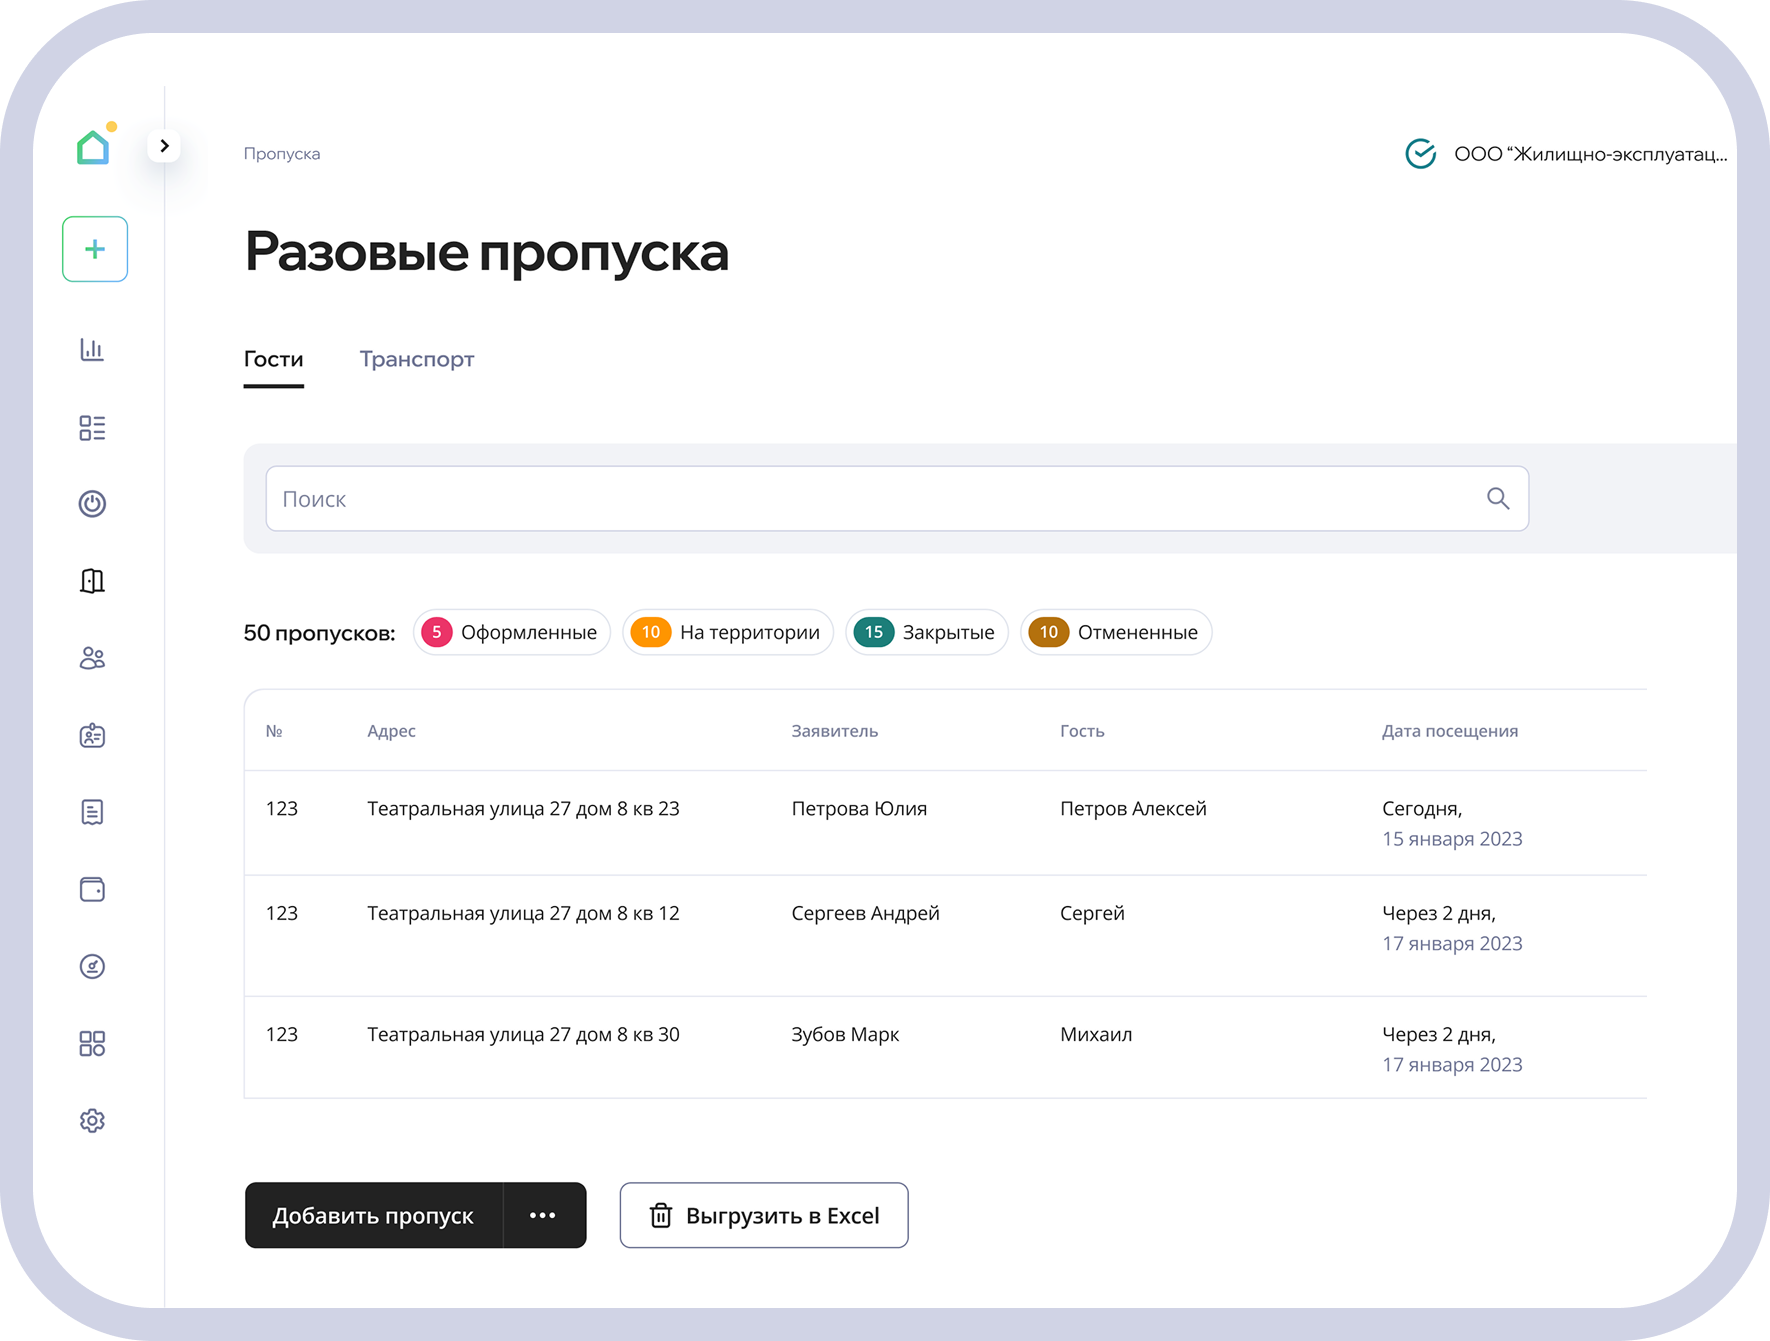 Пропуска
ООО “Жилищно-эксплуатац...
Разовые пропуска
Гости Транспорт
Поиск
50 пропусков: 5 Оформленные 10 На территории 15 Закрытые 10 Отмененные
№ Адрес Заявитель Гость Дата посещения
123 Театральная улица 27 дом 8 кв 23 Петрова Юлия Петров Алексей Сегодня,
15 января 2023
123 Театральная улица 27 дом 8 кв 12 Сергеев Андрей Сергей Через 2 дня,
17 января 2023
123 Театральная улица 27 дом 8 кв 30 Зубов Марк Михаил Через 2 дня,
17 января 2023
Добавить пропуск ••• Выгрузить в Excel